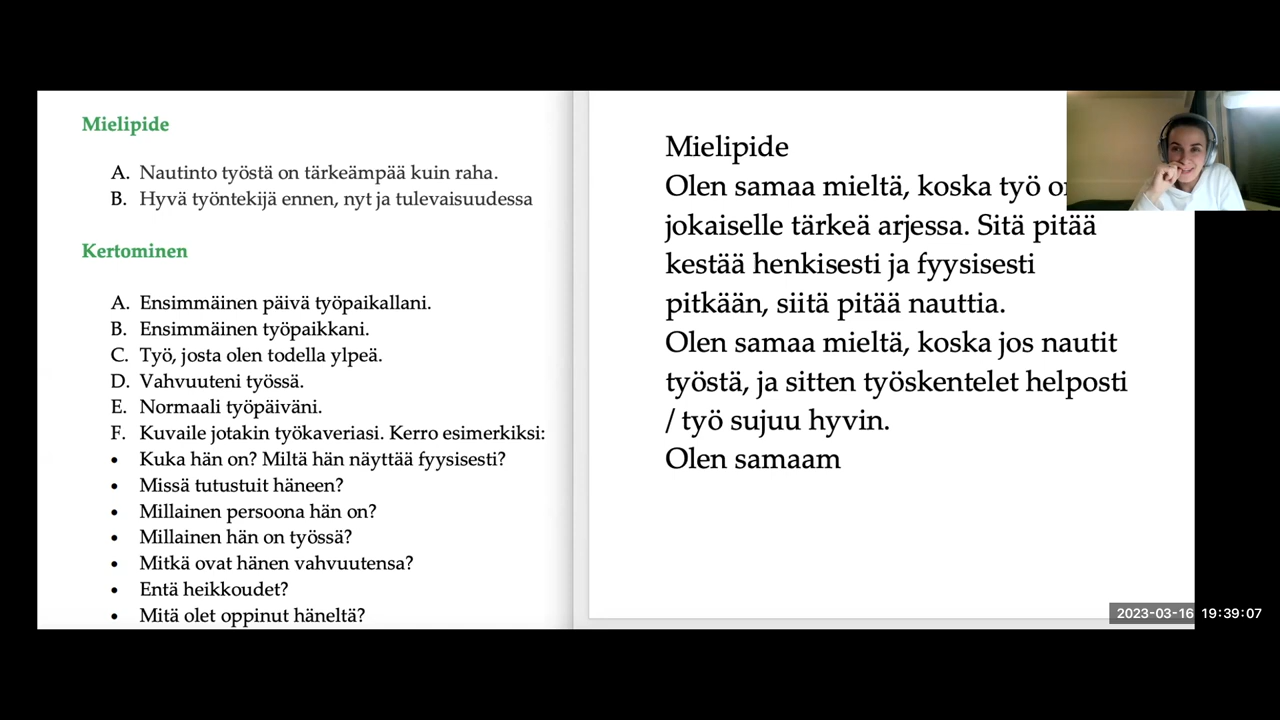 Mielipide
A. Nautinto työstä on tärkeämpää kuin raha.
B. Hyvä työntekijä ennen, nyt ja tulevaisuudessa
Kertominen
A. Ensimmäinen päivä työpaikallani.
B. Ensimmäinen työpaikkani.
C. Työ, josta olen todella ylpeä.
D. Vahvuuteni työssä.
E. Normaali työpäiväni.
F. Kuvaile jotakin työkaveriasi. Kerro esimerkiksi:
• Kuka hän on? Miltä hän näyttää fyysisesti?
• Missä tutustuit häneen?
• Millainen persoona hän on?
• Millainen hän on työssä?
• Mitkä ovat hänen vahvuutensa?
• Entä heikkoudet?
• Mitä olet oppinut häneltä?
Mielipide
Olen samaa mieltä, koska työ
jokaiselle tärkeä arjessa. Sitä pitää
kestää henkisesti ja fyysisesti
pitkään, siitä pitää nauttia.
Olen samaa mieltä, koska jos nautit
työstä, ja sitten työskentelet helposti
/ työ sujuu hyvin.
Olen samaam
2023-03-16 19:39:07